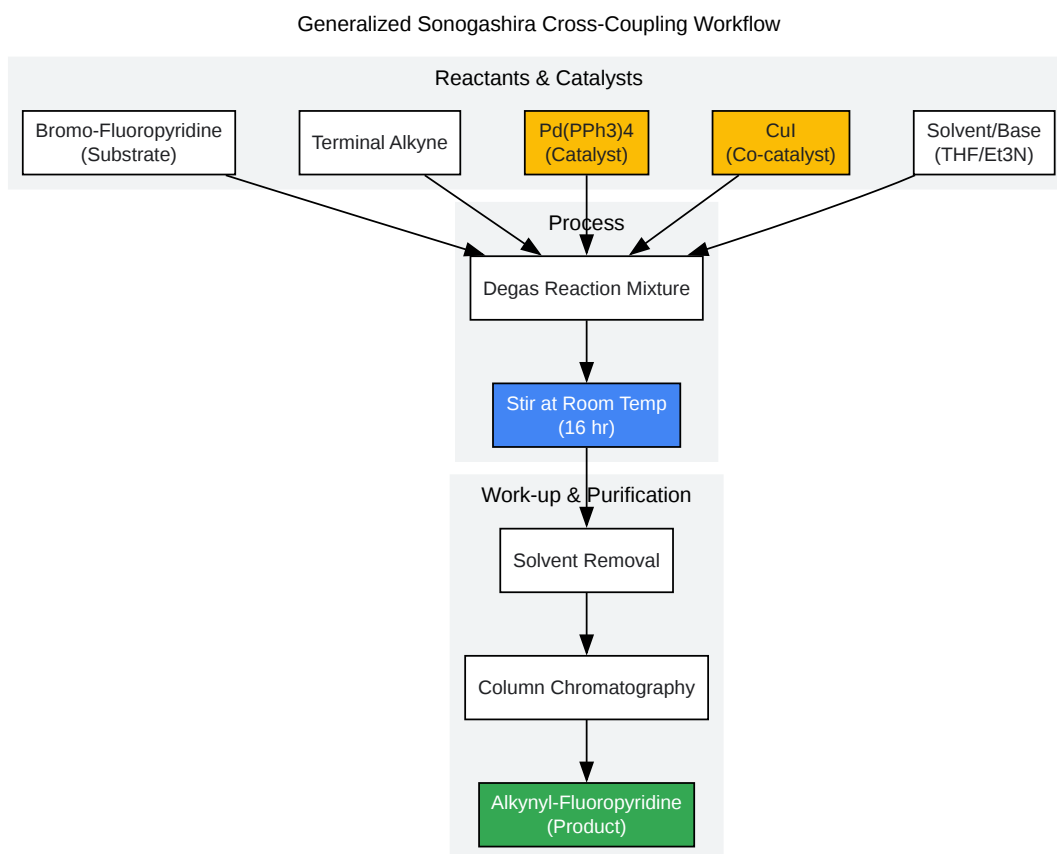 Generalized Sonogashira Cross-Coupling Workflow
Reactants & Catalysts
Bromo-Fluoropyridine
(Substrate)
Terminal Alkyne
Pd(PPh3)4
(Catalyst)
CuI
(Co-catalyst)
Solvent/Base
(THF/Et3N)
Process
Degas Reaction Mixture
Stir at Room Temp
(16 hr)
Work-up & Purification
Solvent Removal
Column Chromatography
Alkynyl-Fluoropyridine
(Product)